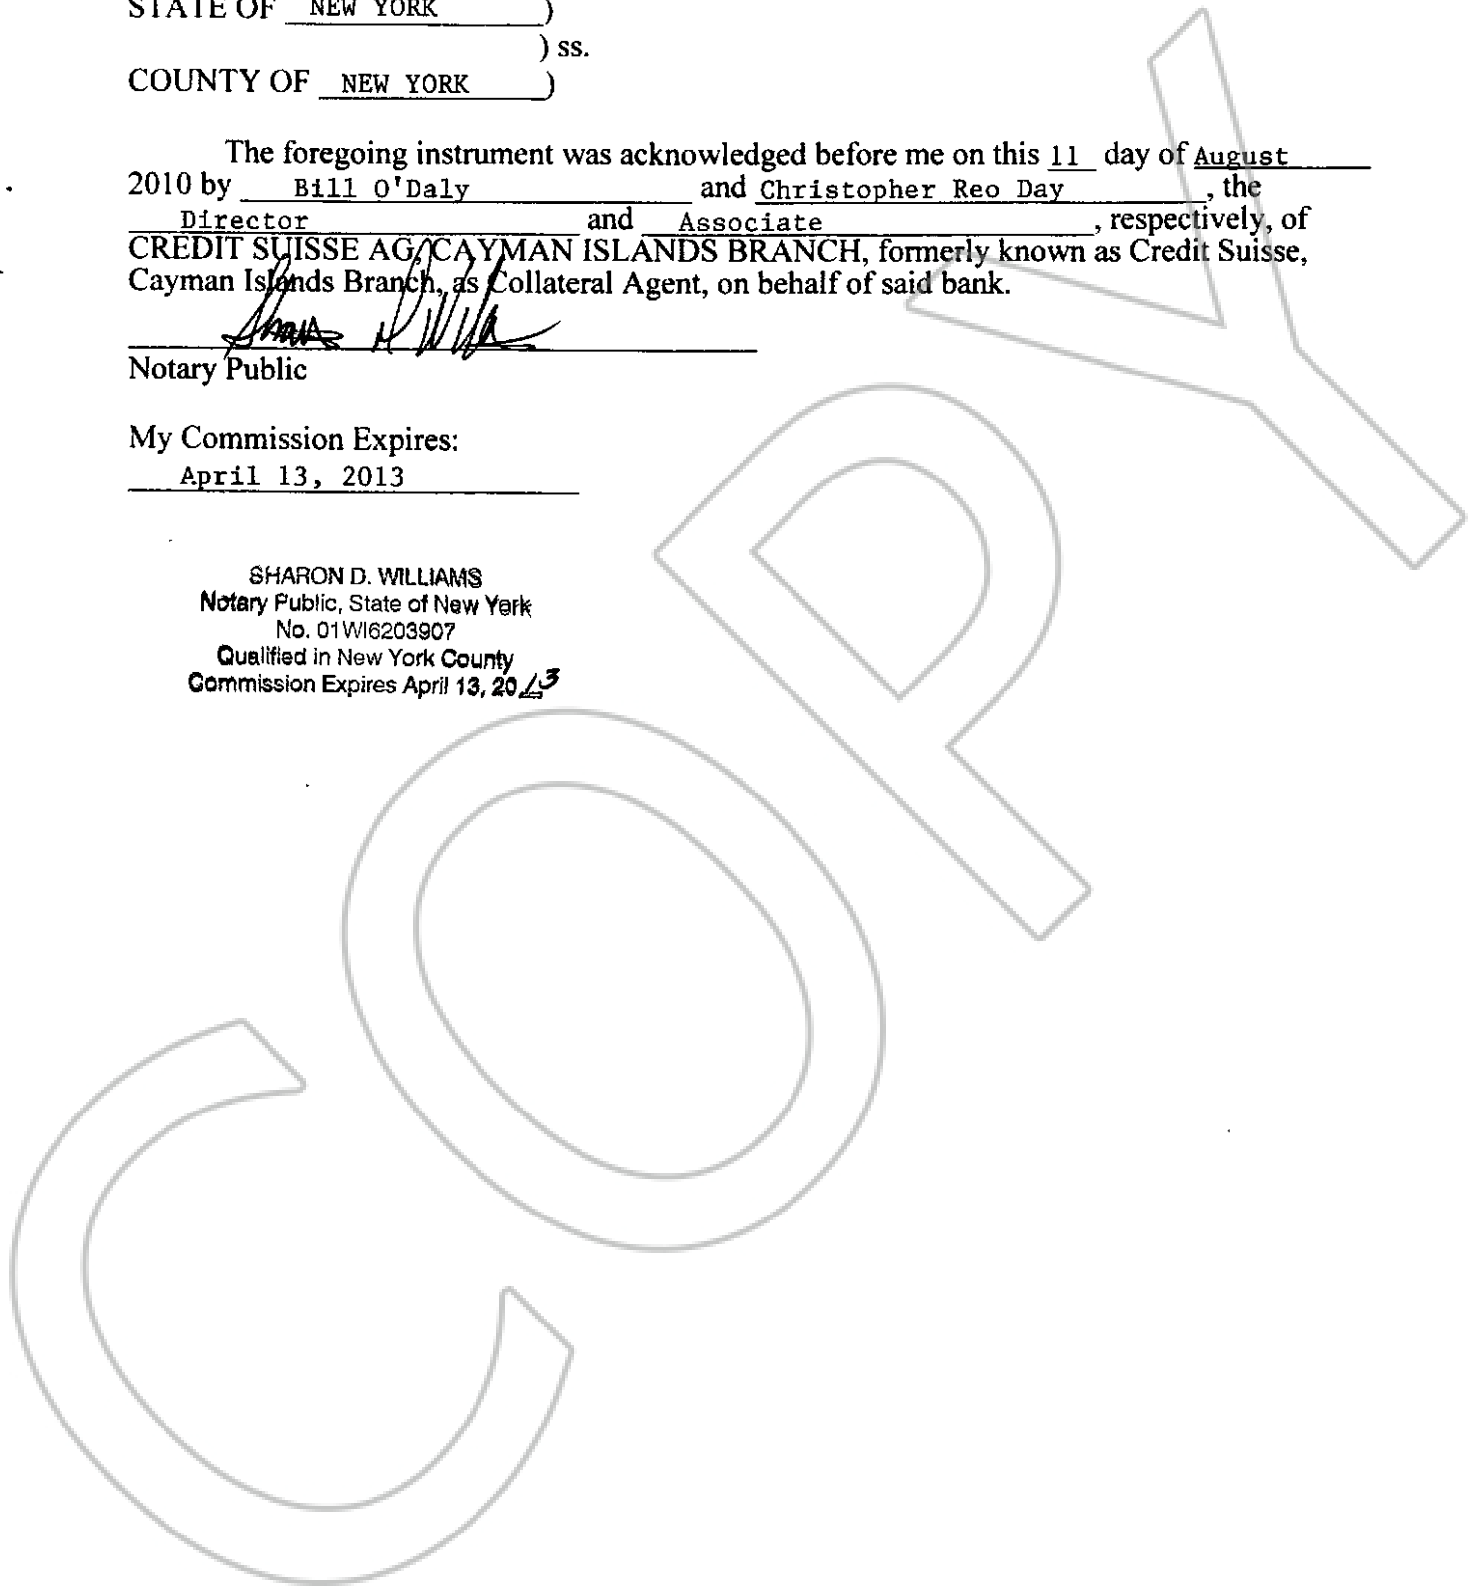 STATE OF NEW YORK )
) ss.
COUNTY OF NEW YORK )
The foregoing instrument was acknowledged before me on this 11 day of August
2010 by Bill O'Daly and Christopher Reo Day, the
Director and Associate, respectively, of
CREDIT SUISSE AG, CAYMAN ISLANDS BRANCH, formerly known as Credit Suisse,
Cayman Islands Branch, as Collateral Agent, on behalf of said bank.
Notary Public
My Commission Expires:
April 13, 2013
SHARON D. WILLIAMS
Notary Public, State of New York
No. 01WI6203907
Qualified in New York County
Commission Expires April 13, 2013
COPY